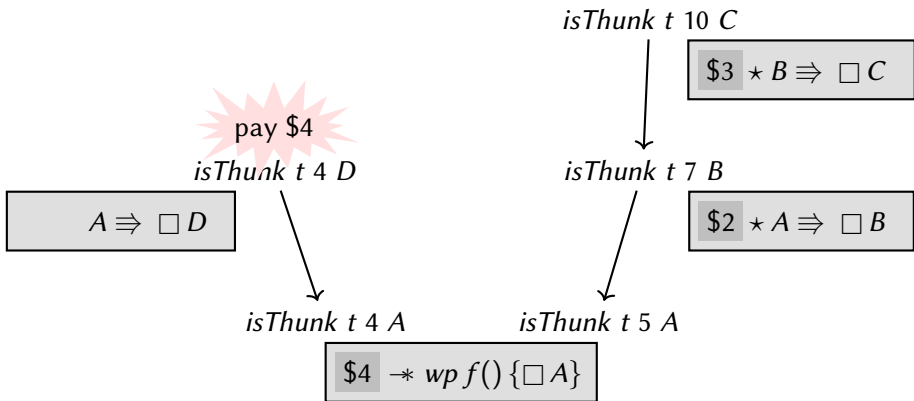 isThunk t 10 C
$3 ⋆ B ⇛ □ C
pay $4
isThunk t 4 D
isThunk t 7 B
A ⇛ □ D
$2 ⋆ A ⇛ □ B
isThunk t 4 A
isThunk t 5 A
$4 -∗ wp f() {□ A}